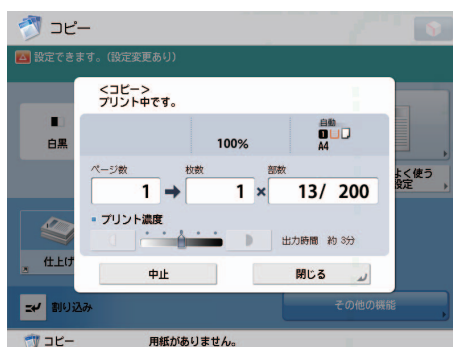 コピー
設定できます。(設定変更あり)
<コピー>
プリント中です。
白黒
100%
自動
1
A4
ページ数
枚数
部数
1 ➡ 1 × 13/ 200
よく使う
設定
プリント濃度
出力時間 約 3分
仕上げ
中止
閉じる
割り込み
その他の機能
コピー
用紙がありません。